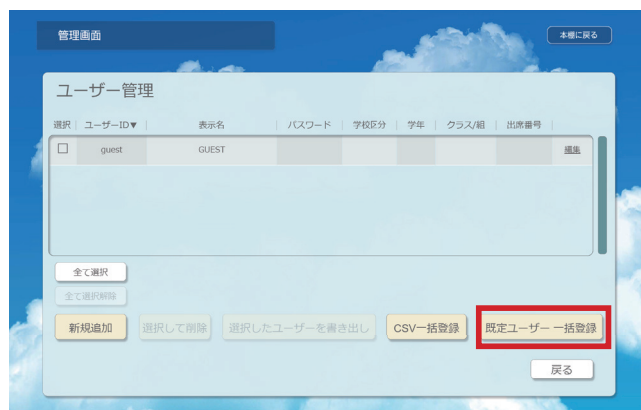 管理画面
本棚に戻る
ユーザー管理
選択 ユーザーID▼ 表示名 パスワード 学校区分 学年 クラス/組 出席番号
guest GUEST 編集
全て選択
全て選択解除
新規追加 選択して削除 選択したユーザーを書き出し CSV一括登録 既定ユーザー 一括登録
戻る